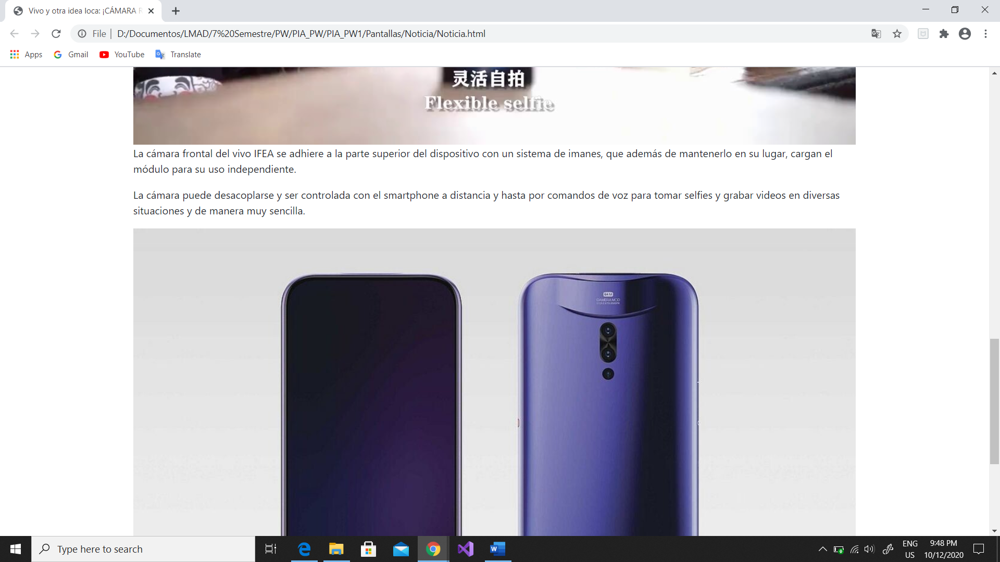 Vivo y otra idea loca: ¡CÁMARA R
File
D:/Documentos/LMAD/7%20Semestre/PW/PIA_PW/PIA_PW1/Pantallas/Noticia/Noticia.html
Apps
Gmail
YouTube
Translate
灵活自拍
Flexible selfie
La cámara frontal del vivo IFEA se adhiere a la parte superior del dispositivo con un sistema de imanes, que además de mantenerlo en su lugar, cargan el
módulo para su uso independiente.
La cámara puede desacoplarse y ser controlada con el smartphone a distancia y hasta por comandos de voz para tomar selfies y grabar videos en diversas
situaciones y de manera muy sencilla.
64M
CAMERA MOD
Type here to search
ENG
US
9:48 PM
10/12/2020